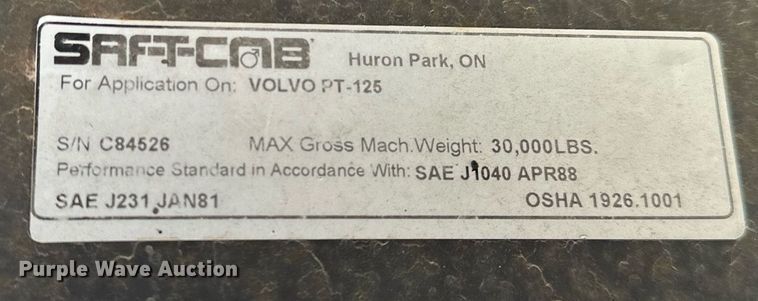 SAF-T-CAB Huron Park, ON
For Application On: VOLVO PT-125
S/N C84526 MAX Gross Mach. Weight: 30,000LBS.
Performance Standard in Accordance With: SAE J1040 APR88
SAE J231 JAN81 OSHA 1926.1001
Purple Wave Auction